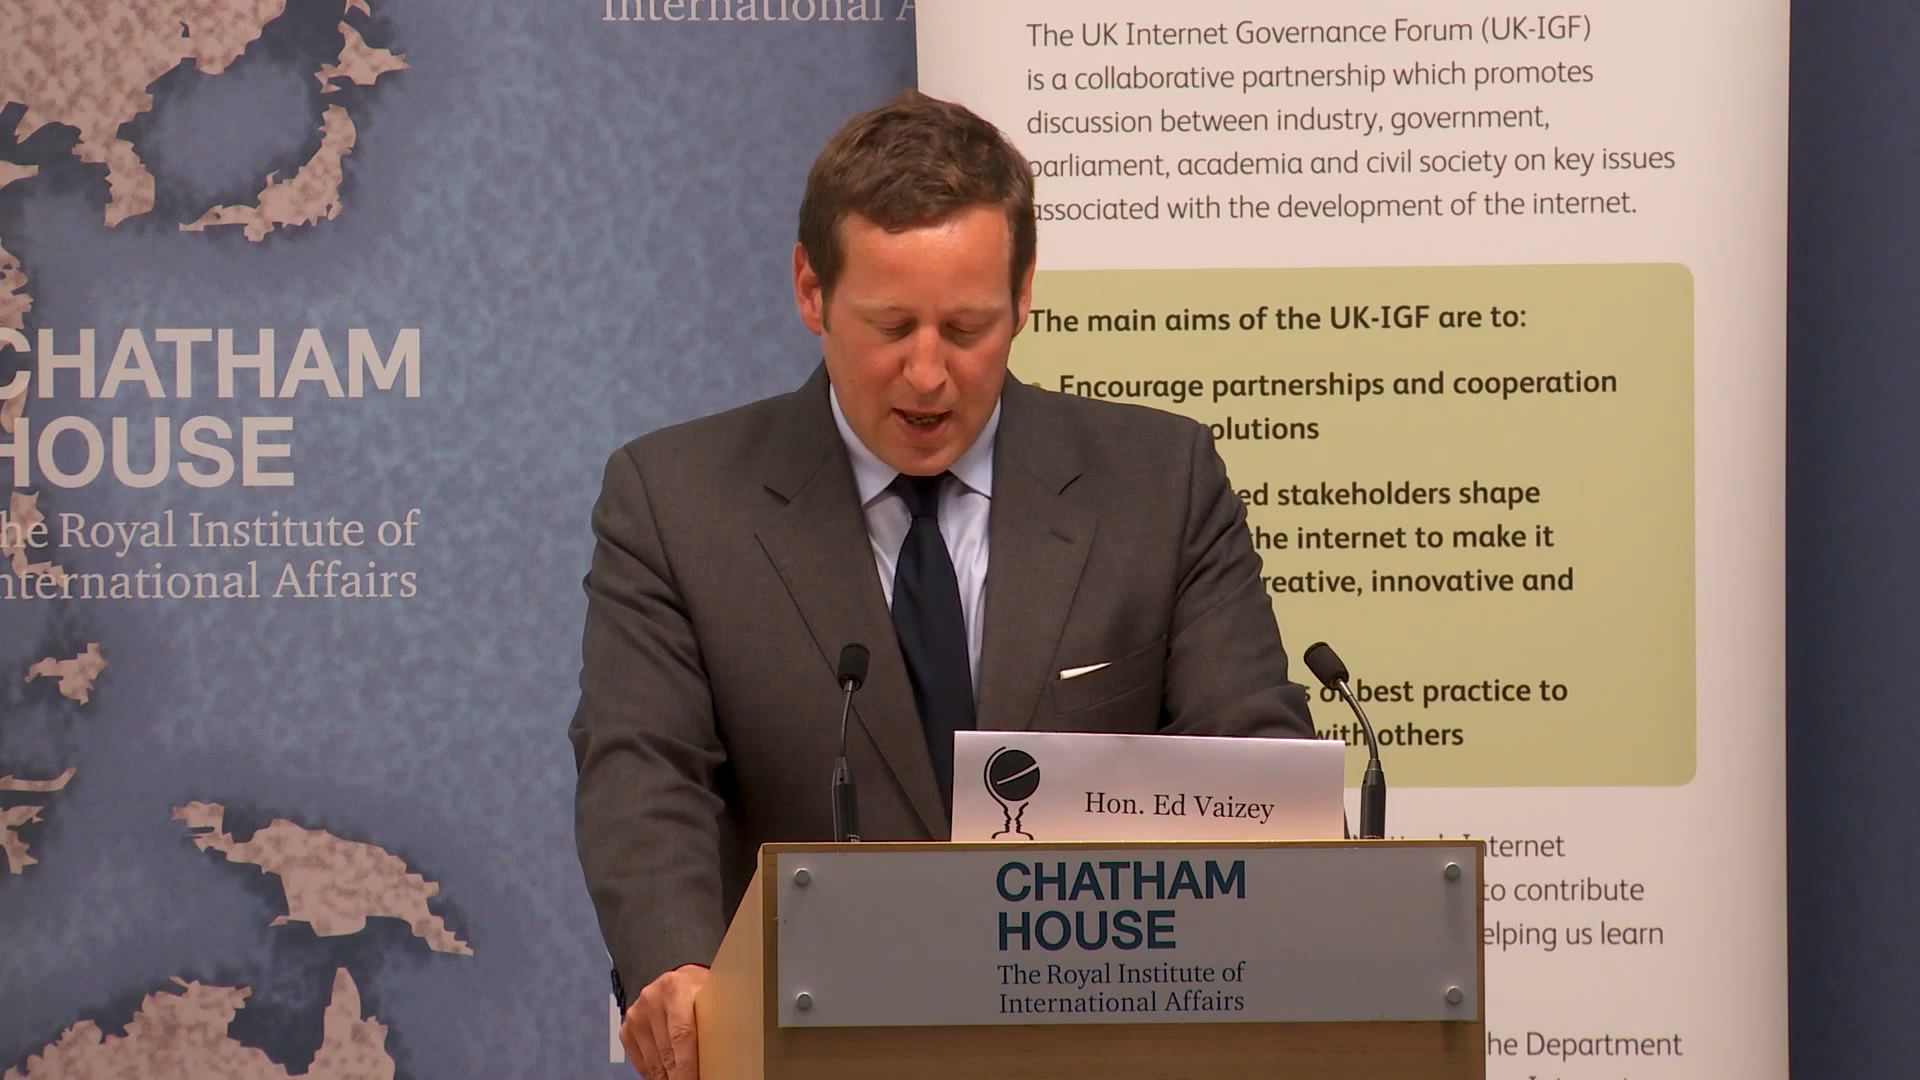 International A
CHATHAM
HOUSE
he Royal Institute of
nternational Affairs
The UK Internet Governance Forum (UK-IGF)
is a collaborative partnership which promotes
discussion between industry, government,
parliament, academia and civil society on key issues
associated with the development of the internet.
The main aims of the UK-IGF are to:
Encourage partnerships and cooperation
olutions
ed stakeholders shape
he internet to make it
reative, innovative and
best practice to
with others
nternet
to contribute
elping us learn
he Department
Hon. Ed Vaizey
CHATHAM
HOUSE
The Royal Institute of
International Affairs